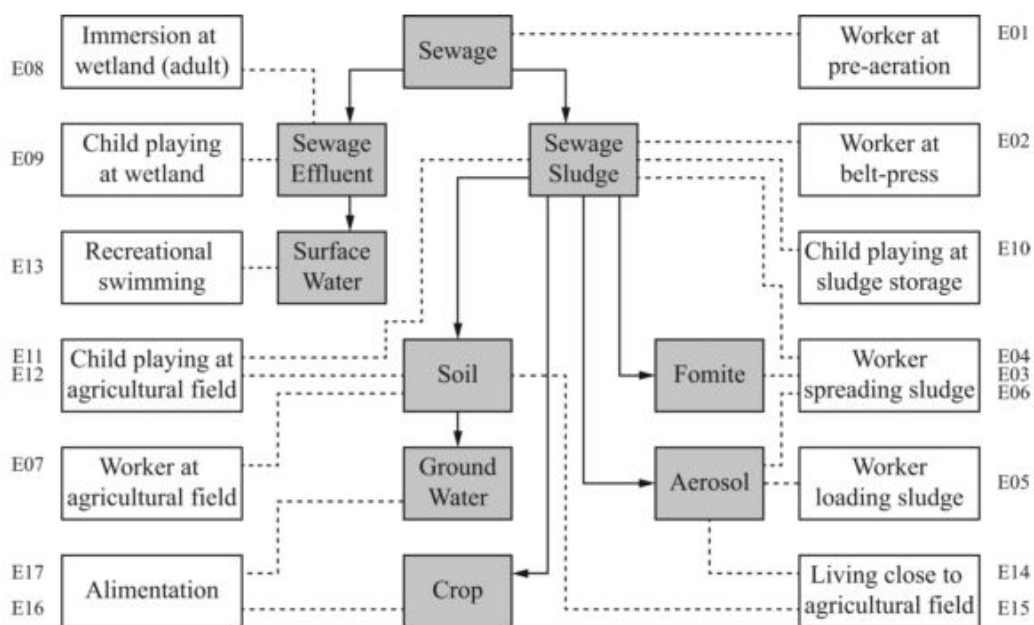 Immersion at
wetland (adult)
Sewage
Worker at
pre-aeration
E01
E08
Child playing
at wetland
Sewage
Effluent
Sewage
Sludge
Worker at
belt-press
E02
E09
Recreational
swimming
Surface
Water
Child playing at
sludge storage
E10
E13
E11
E12
Child playing at
agricultural field
Soil
Fomite
Worker
spreading sludge
E04
E03
E06
E07
Worker at
agricultural field
Ground
Water
Aerosol
Worker
loading sludge
E05
E17
E16
Alimentation
Crop
Living close to
agricultural field
E14
E15